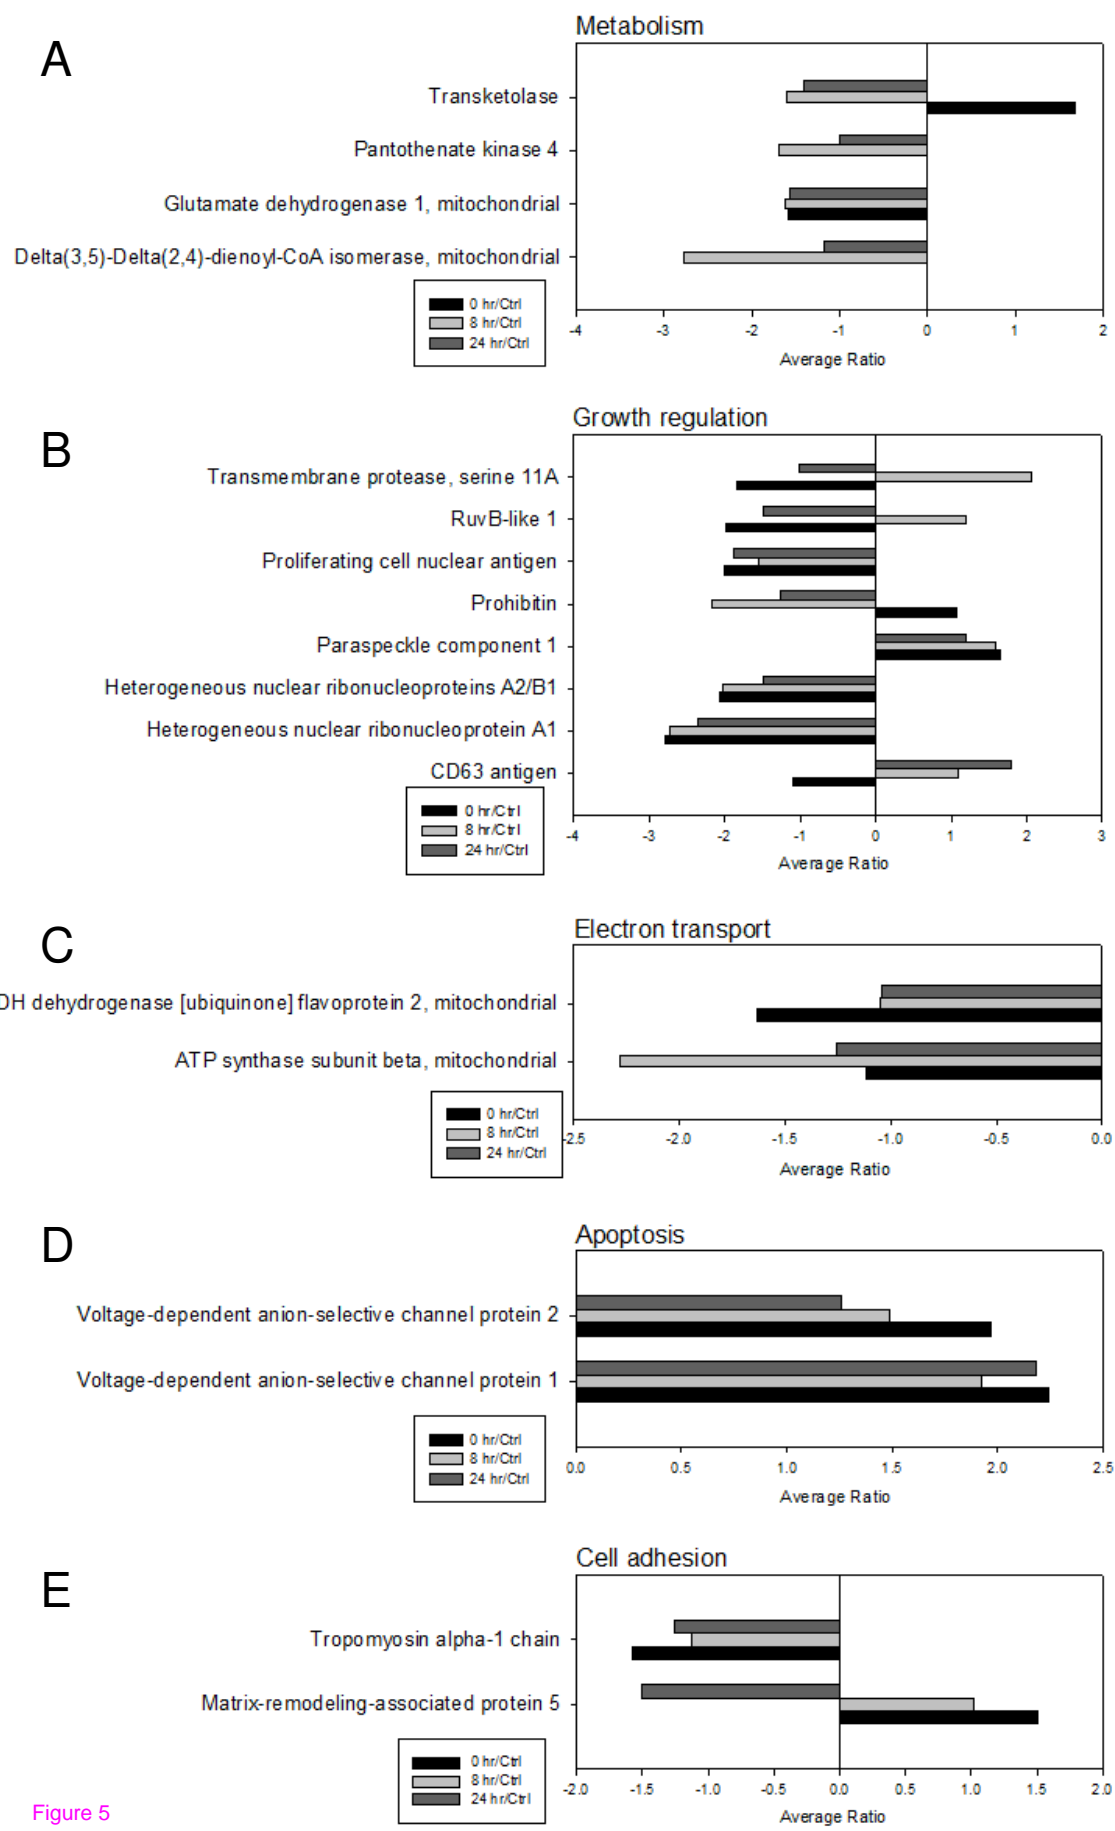 A
Metabolism
Transketolase
Pantothenate kinase 4
Glutamate dehydrogenase 1, mitochondrial
Delta(3,5)-Delta(2,4)-dienoyl-CoA isomerase, mitochondrial
0 hr/Ctrl
8 hr/Ctrl
24 hr/Ctrl
-4 -3 -2 -1 0 1 2
Average Ratio
B
Growth regulation
Transmembrane protease, serine 11A
RuvB-like 1
Proliferating cell nuclear antigen
Prohibitin
Paraspeckle component 1
Heterogeneous nuclear ribonucleoproteins A2/B1
Heterogeneous nuclear ribonucleoprotein A1
CD63 antigen
0 hr/Ctrl
8 hr/Ctrl
24 hr/Ctrl
-4 -3 -2 -1 0 1 2 3
Average Ratio
C
Electron transport
DH dehydrogenase [ubiquinone] flavoprotein 2, mitochondrial
ATP synthase subunit beta, mitochondrial
0 hr/Ctrl
8 hr/Ctrl
24 hr/Ctrl
-2.5 -2.0 -1.5 -1.0 -0.5 0.0
Average Ratio
D
Apoptosis
Voltage-dependent anion-selective channel protein 2
Voltage-dependent anion-selective channel protein 1
0 hr/Ctrl
8 hr/Ctrl
24 hr/Ctrl
0.0 0.5 1.0 1.5 2.0 2.5
Average Ratio
E
Cell adhesion
Tropomyosin alpha-1 chain
Matrix-remodeling-associated protein 5
0 hr/Ctrl
8 hr/Ctrl
24 hr/Ctrl
-2.0 -1.5 -1.0 -0.5 0.0 0.5 1.0 1.5 2.0
Average Ratio
Figure 5